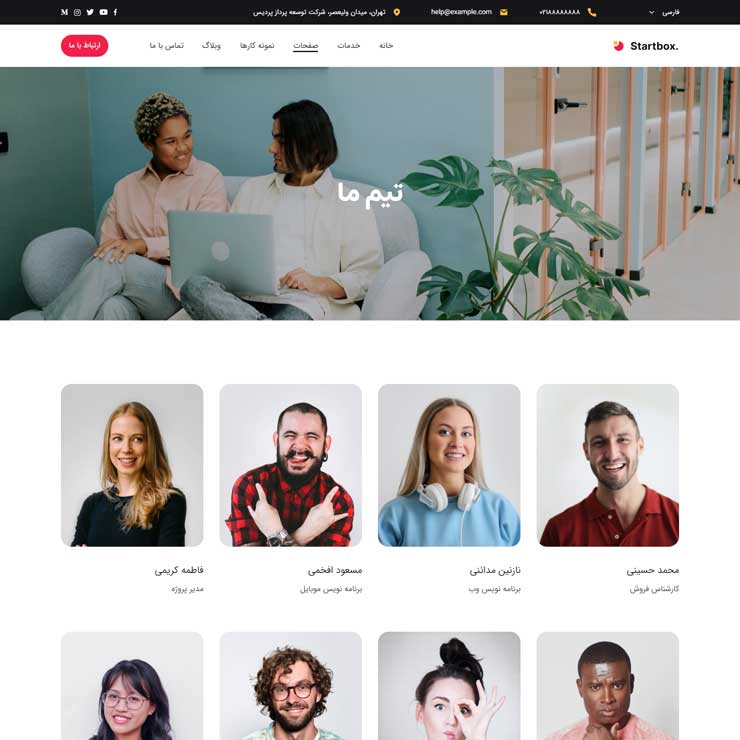 فارسی
۰۲۱۸۸۸۸۸۸۸
help@example.com
تهران، میدان ولیعصر، شرکت توسعه پرداز پردیس
Startbox.
خانه
خدمات
صفحات
نمونه کارها
وبلاگ
تماس با ما
ارتباط با ما
تیم ما
محمد حسینی
کارشناس فروش
نازنین مدائنی
برنامه نویس وب
مسعود افخمی
برنامه نویس موبایل
فاطمه کریمی
مدیر پروژه